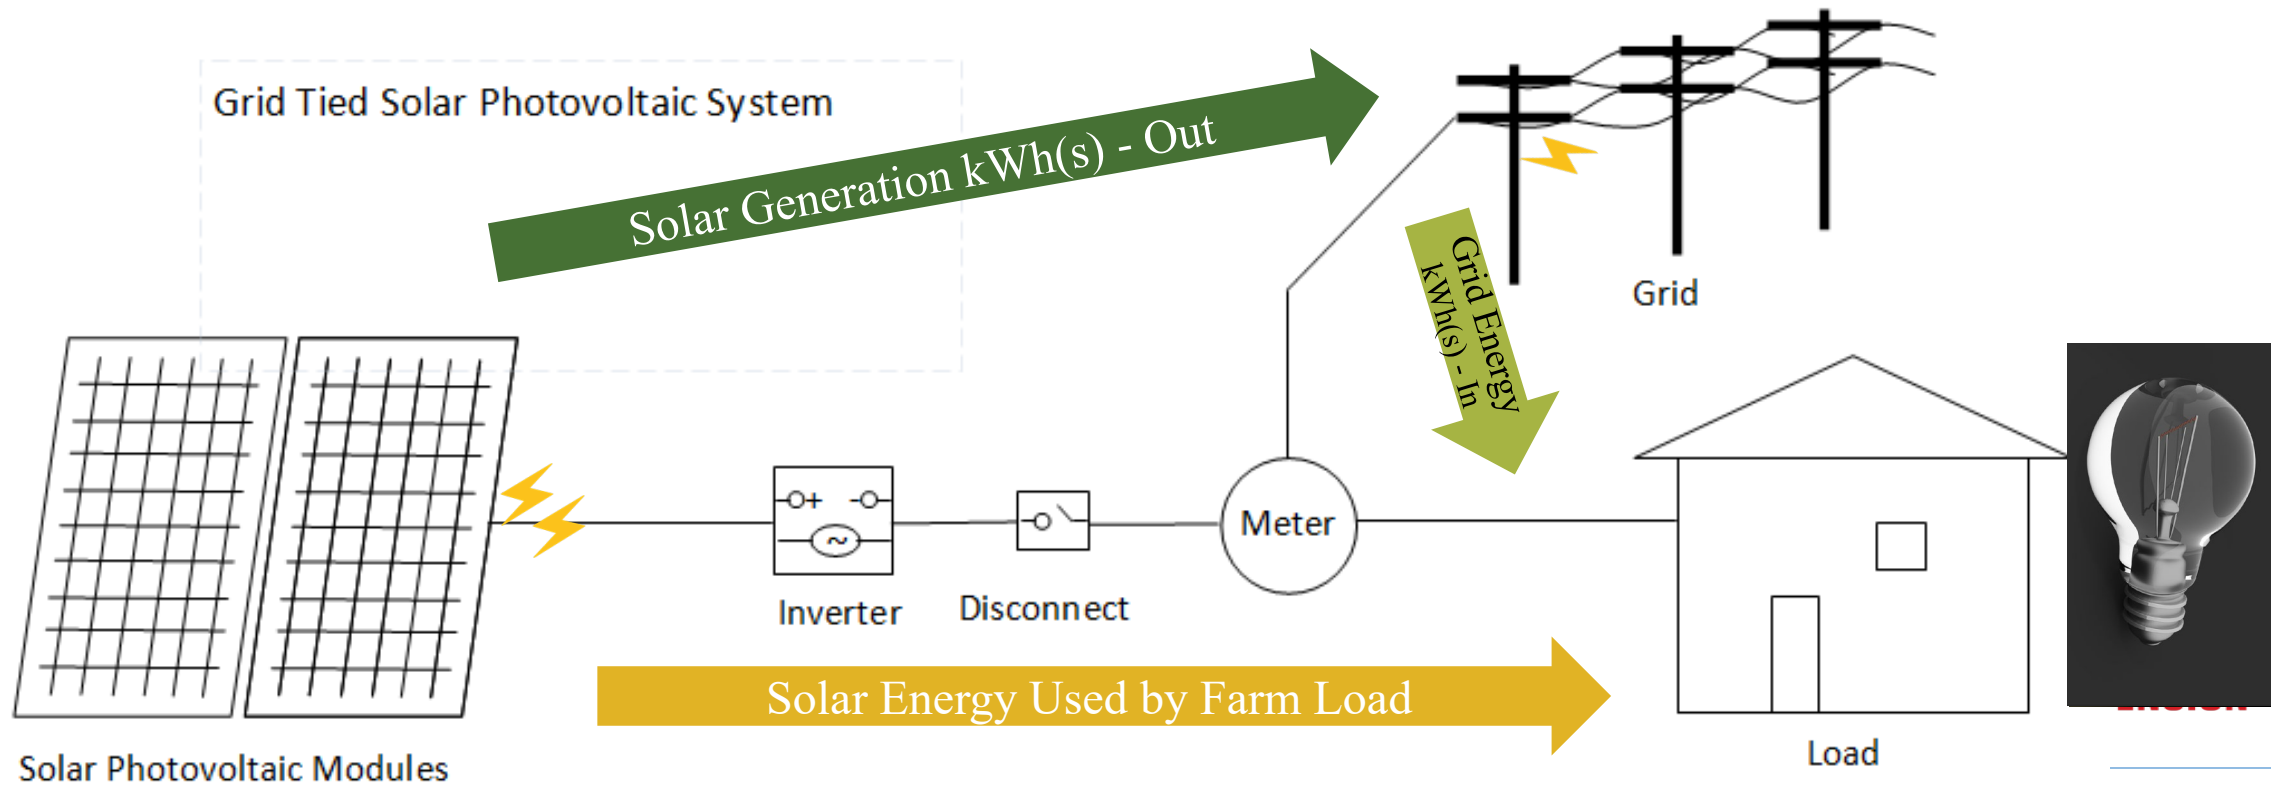 Grid Tied Solar Photovoltaic System
Solar Generation kWh(s) - Out
Grid Energy
kWh(s) - In
Grid
Meter
Inverter
Disconnect
Solar Energy Used by Farm Load
Load
Solar Photovoltaic Modules